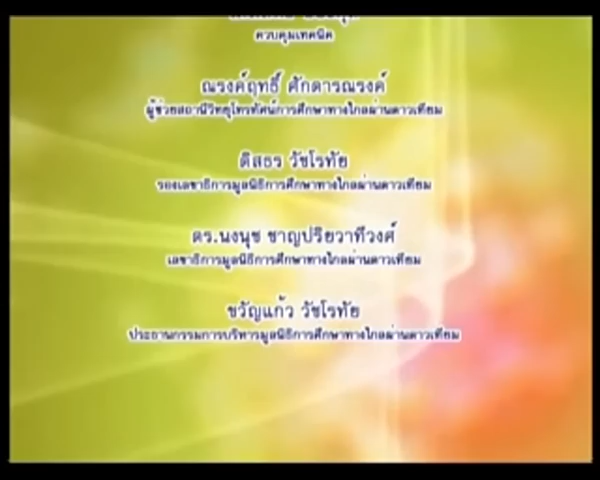 ควบคุมเทคนิค
ณรงค์ฤทธิ์ ศักดารณรงค์
ผู้ช่วยสถานีวิทยุโทรทัศน์การศึกษาทางไกลผ่านดาวเทียม
ดิสธร วัชโรทัย
รองเลขาธิการมูลนิธิการศึกษาทางไกลผ่านดาวเทียม
ดร.นงนุช ชาญปริยวาทีวงศ์
เลขาธิการมูลนิธิการศึกษาทางไกลผ่านดาวเทียม
ขวัญแก้ว วัชโรทัย
ประธานกรรมการบริหารมูลนิธิการศึกษาทางไกลผ่านดาวเทียม